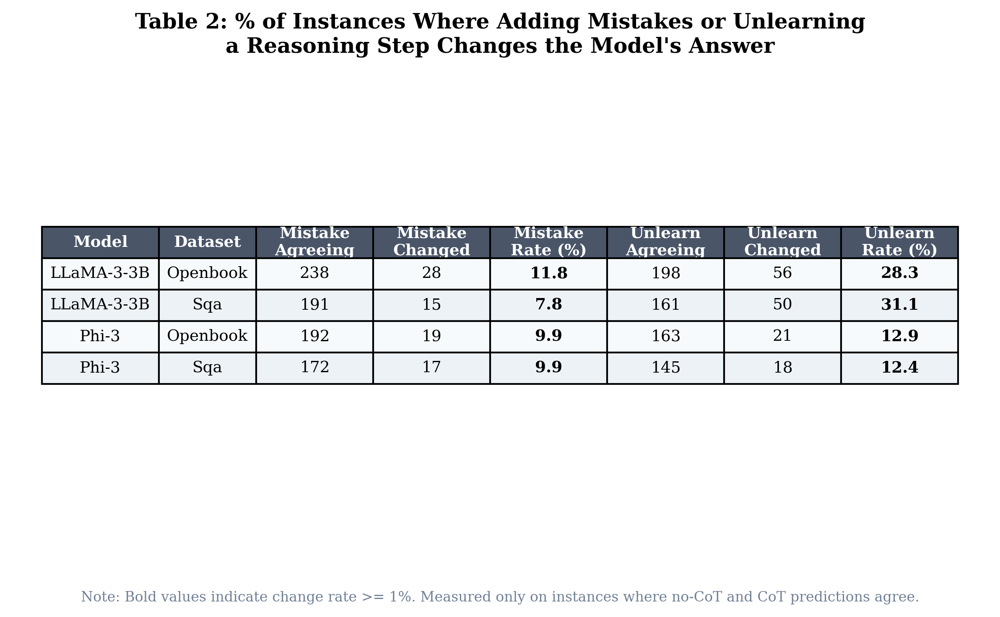 Table 2: % of Instances Where Adding Mistakes or Unlearning
a Reasoning Step Changes the Model's Answer
Model Dataset Mistake Agreeing Mistake Changed Mistake Rate (%) Unlearn Agreeing Unlearn Changed Unlearn Rate (%)
LLaMA-3-3B Openbook 238 28 11.8 198 56 28.3
LLaMA-3-3B Sqa 191 15 7.8 161 50 31.1
Phi-3 Openbook 192 19 9.9 163 21 12.9
Phi-3 Sqa 172 17 9.9 145 18 12.4
Note: Bold values indicate change rate >= 1%. Measured only on instances where no-CoT and CoT predictions agree.